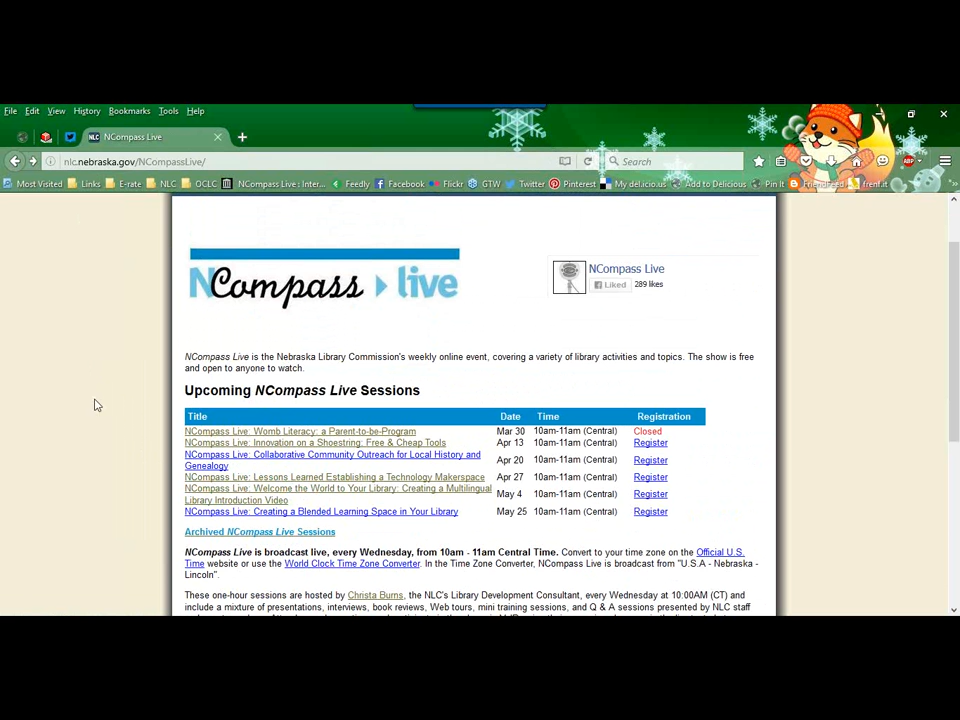 File Edit View History Bookmarks Tools Help
NLC NCompass Live × +
nlc.nebraska.gov/NCompassLive/ Search ABP
Most Visited Links E-rate NLC OCLC NCompass Live : Inter... Feedly Facebook Flickr GTW Twitter Pinterest My del.icio.us Add to Delicious Pin It FriendFeed frenf.it
NCompass live
NCompass Live
Liked 289 likes
NCompass Live is the Nebraska Library Commission's weekly online event, covering a variety of library activities and topics. The show is free
and open to anyone to watch.
Upcoming NCompass Live Sessions
Title Date Time Registration
NCompass Live: Womb Literacy: a Parent-to-be-Program Mar 30 10am-11am (Central) Closed
NCompass Live: Innovation on a Shoestring: Free & Cheap Tools Apr 13 10am-11am (Central) Register
NCompass Live: Collaborative Community Outreach for Local History and
Genealogy Apr 20 10am-11am (Central) Register
NCompass Live: Lessons Learned Establishing a Technology Makerspace Apr 27 10am-11am (Central) Register
NCompass Live: Welcome the World to Your Library: Creating a Multilingual
Library Introduction Video May 4 10am-11am (Central) Register
NCompass Live: Creating a Blended Learning Space in Your Library May 25 10am-11am (Central) Register
Archived NCompass Live Sessions
NCompass Live is broadcast live, every Wednesday, from 10am - 11am Central Time. Convert to your time zone on the Official U.S.
Time website or use the World Clock Time Zone Converter. In the Time Zone Converter, NCompass Live is broadcast from "U.S.A - Nebraska -
Lincoln".
These one-hour sessions are hosted by Christa Burns, the NLC's Library Development Consultant, every Wednesday at 10:00AM (CT) and
include a mixture of presentations, interviews, book reviews, Web tours, mini training sessions, and Q & A sessions presented by NLC staff